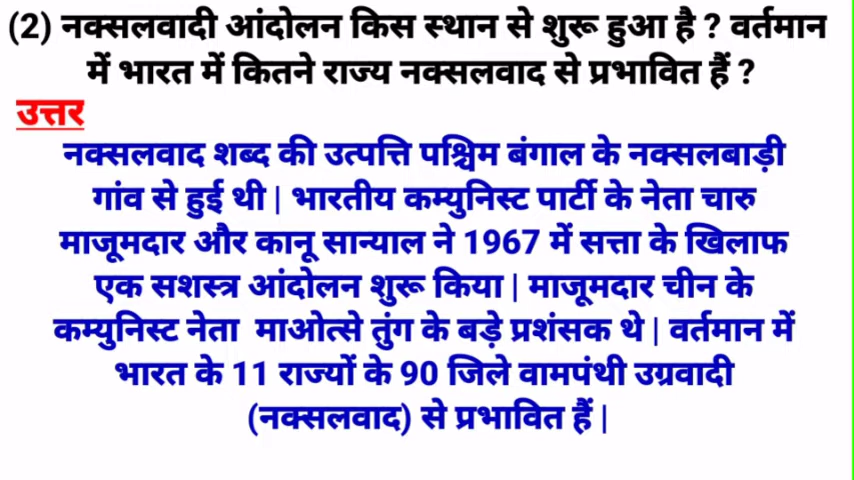 (2) नक्सलवादी आंदोलन किस स्थान से शुरू हुआ है ? वर्तमान
में भारत में कितने राज्य नक्सलवाद से प्रभावित हैं ?
उत्तर
नक्सलवाद शब्द की उत्पत्ति पश्चिम बंगाल के नक्सलबाड़ी
गांव से हुई थी | भारतीय कम्युनिस्ट पार्टी के नेता चारु
माजूमदार और कानू सान्याल ने 1967 में सत्ता के खिलाफ
एक सशस्त्र आंदोलन शुरू किया | माजूमदार चीन के
कम्युनिस्ट नेता माओत्से तुंग के बड़े प्रशंसक थे | वर्तमान में
भारत के 11 राज्यों के 90 जिले वामपंथी उग्रवादी
(नक्सलवाद) से प्रभावित हैं |